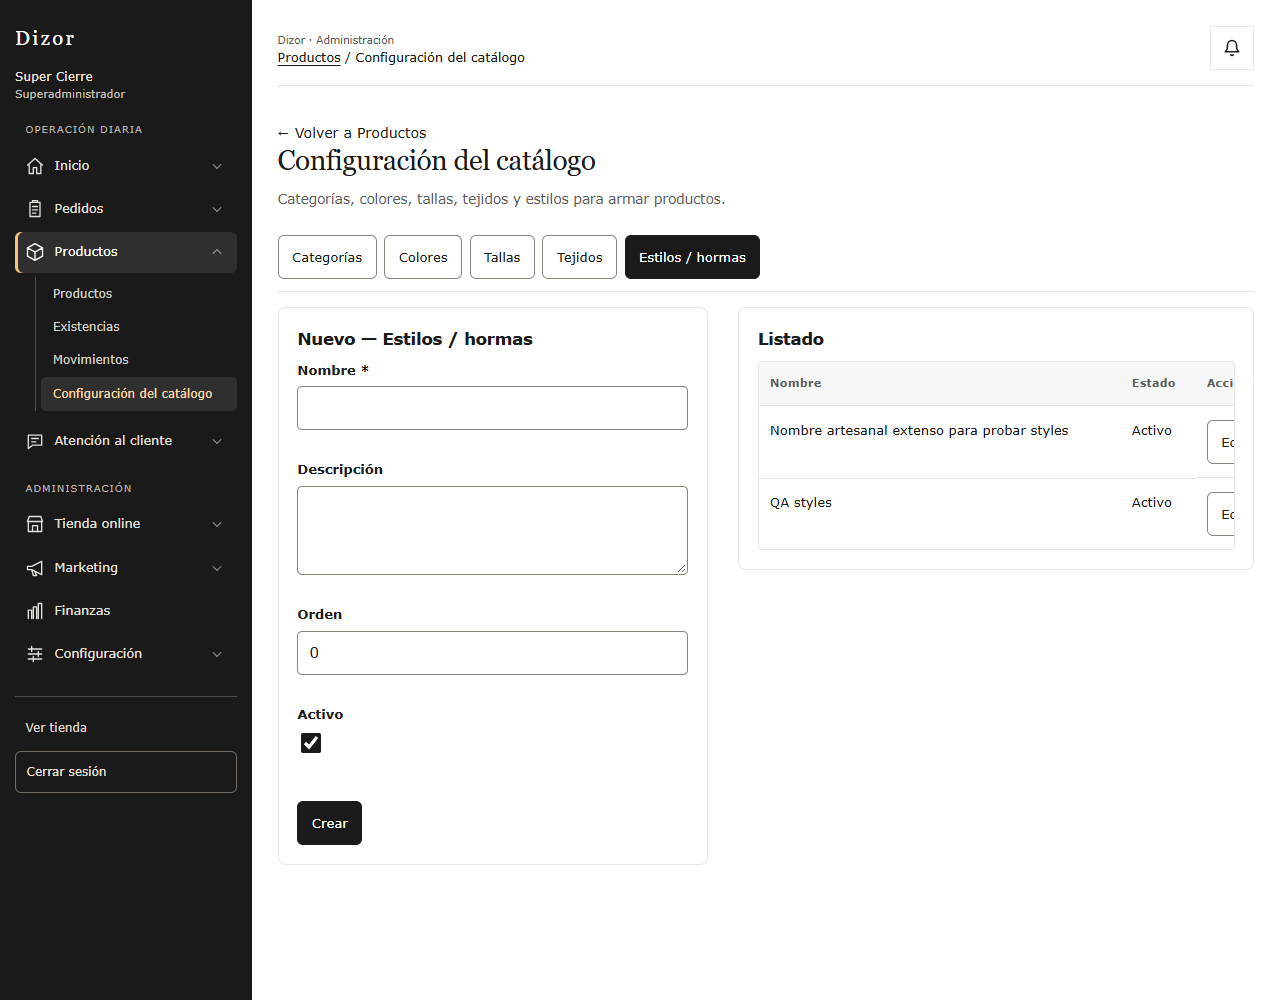 Dizor
Super Cierre
Superadministrador
OPERACIÓN DIARIA
Inicio
Pedidos
Productos
Productos
Existencias
Movimientos
Configuración del catálogo
Atención al cliente
ADMINISTRACIÓN
Tienda online
Marketing
Finanzas
Configuración
Ver tienda
Cerrar sesión
Dizor · Administración
Productos / Configuración del catálogo
← Volver a Productos
Configuración del catálogo
Categorías, colores, tallas, tejidos y estilos para armar productos.
Categorías Colores Tallas Tejidos Estilos / hormas
Nuevo — Estilos / hormas
Nombre *
Descripción
Orden
0
Activo
Crear
Listado
Nombre Estado Acci
Nombre artesanal extenso para probar styles Activo
QA styles Activo